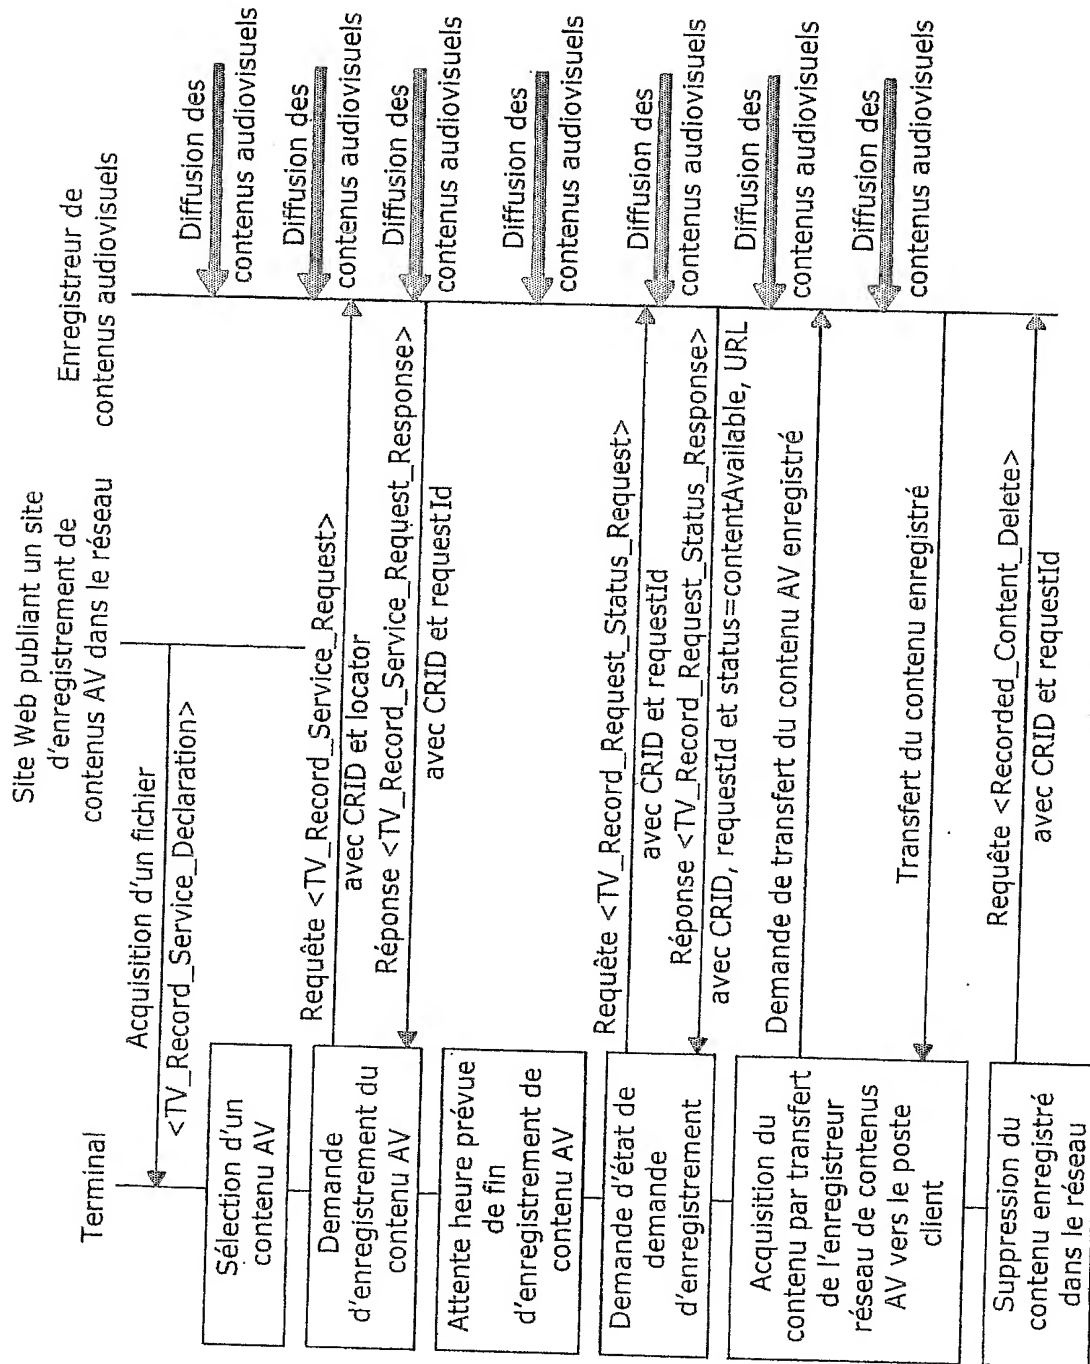 Terminal
Site Web publiant un site
d'enregistrement de
contenus AV dans le réseau
Enregistreur de
contenus audiovisuels
Acquisition d'un fichier
<TV_Record_Service_Declaration>
Diffusion des
contenus audiovisuels
Sélection d'un
contenu AV
Diffusion des
contenus audiovisuels
Demande
d'enregistrement du
contenu AV
Requête <TV_Record_Service_Request>
avec CRID et locator
Réponse <TV_Record_Service_Request_Response>
avec CRID et requestId
Diffusion des
contenus audiovisuels
Attente heure prévue
de fin
d'enregistrement de
contenu AV
Diffusion des
contenus audiovisuels
Demande d'état de
demande
d'enregistrement
Requête <TV_Record_Request_Status_Request>
avec CRID et requestId
Réponse <TV_Record_Request_Status_Response>
avec CRID, requestId et status=contentAvailable, URL
Diffusion des
contenus audiovisuels
Acquisition du
contenu par transfert
de l'enregistreur
réseau de contenus
AV vers le poste
client
Demande de transfert du contenu AV enregistré
Diffusion des
contenus audiovisuels
Transfert du contenu enregistré
Diffusion des
contenus audiovisuels
Suppression du
contenu enregistré
dans le réseau
Requête <Recorded_Content_Delete>
avec CRID et requestId